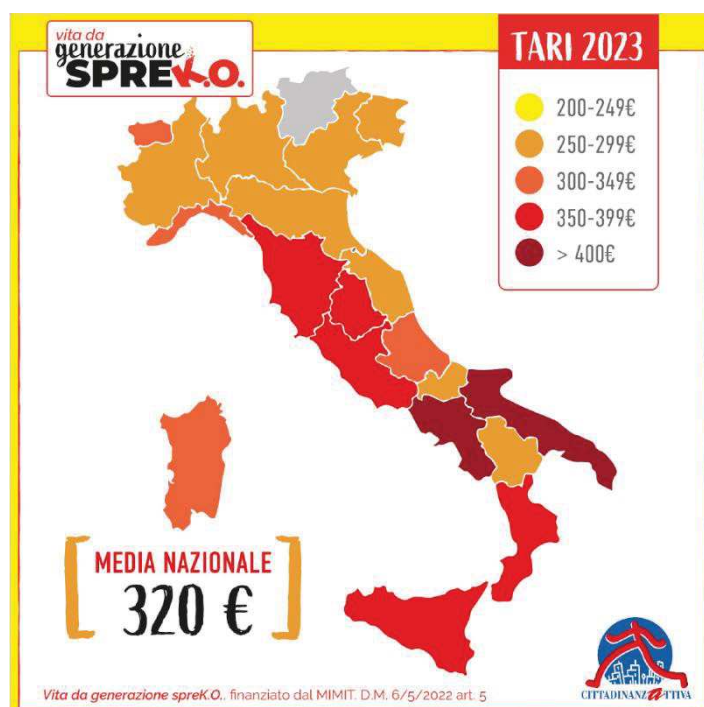 vita da
generazione
SPREK.O.
TARI 2023
200-249€
250-299€
300-349€
350-399€
> 400€
MEDIA NAZIONALE
320 €
Vita da generazione spreK.O,. finanziato dal MIMIT. D.M. 6/5/2022 art. 5
CITTADINANZATTIVA